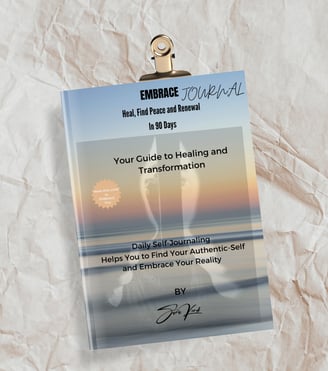 EMBRACE JOURNAL
Heal, Find Peace and Renewal
In 90 Days
Your Guide to Healing and
Transformation
Daily Self-Journaling
Helps You to Find Your Authentic-Self
and Embrace Your Reality
BY